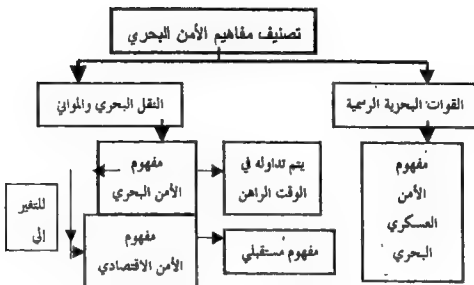 تصنيف مفاهيم الأمن البحري
القوات البحرية الرسمية
النقل البحري والموانئ
مفهوم
الأمن
العسكري
البحري
يتم تداوله في
الوقت الراهن
مفهوم
الأمن البحري
للتغير
إلى
مفهوم مستقبلي
مفهوم
الأمن الاقتصادي